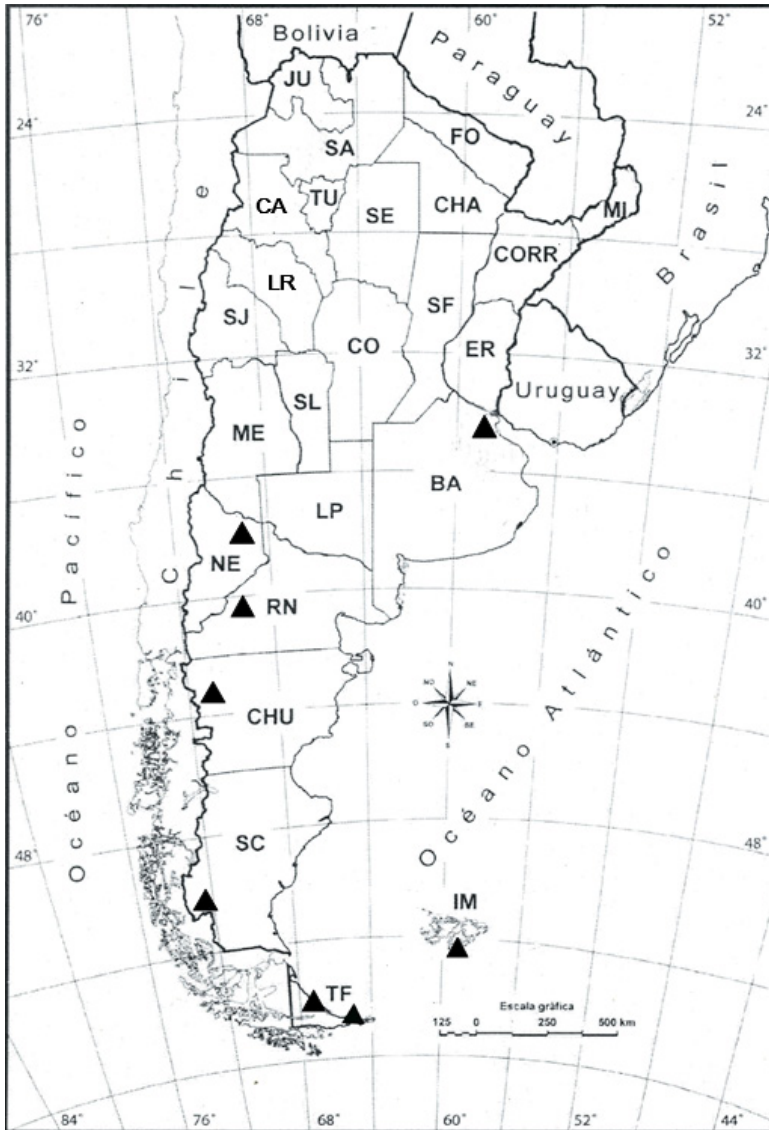 76° 68° 60° 52°
Bolivia
Paraguay
JU
24° 24°
SA
FO
TU
CA
SE
CHA
MI
Brasil
CORR
LR
SJ
SF
CO
ER
32° 32°
SL
Uruguay
ME
BA
LP
Chile
Pacífico
NE
RN
40° 40°
N
NO NE
O E
SO SE
S
CHU
Océano Atlántico
Océano
SC
48° 48°
IM
TF
Escala gráfica
125 0 250 500 km
84° 76° 68° 60° 52° 44°